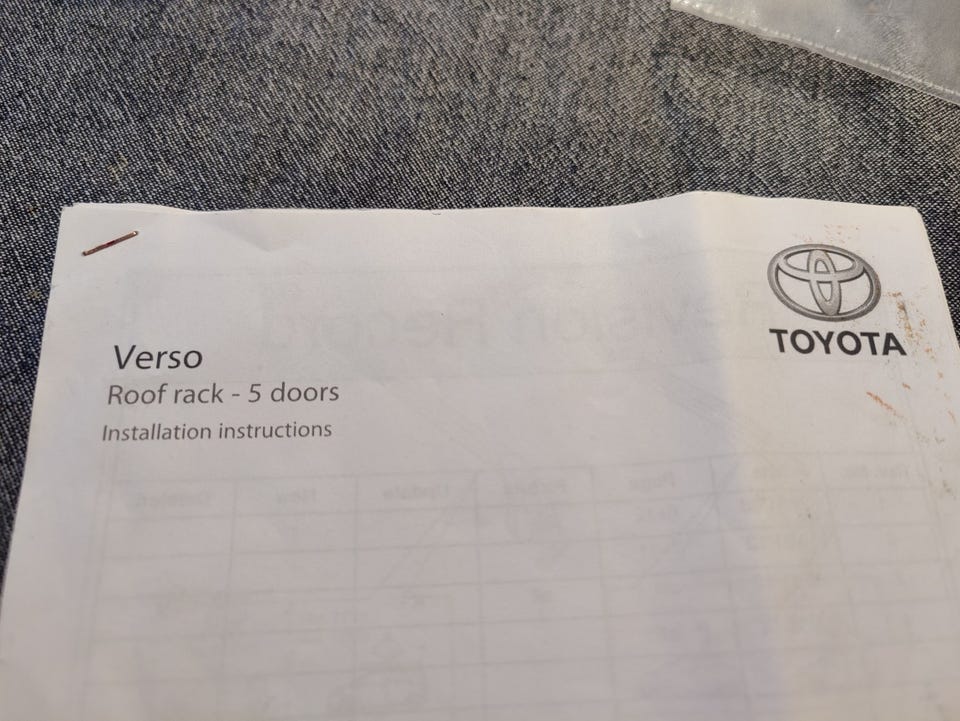 TOYOTA
Verso
Roof rack - 5 doors
Installation instructions